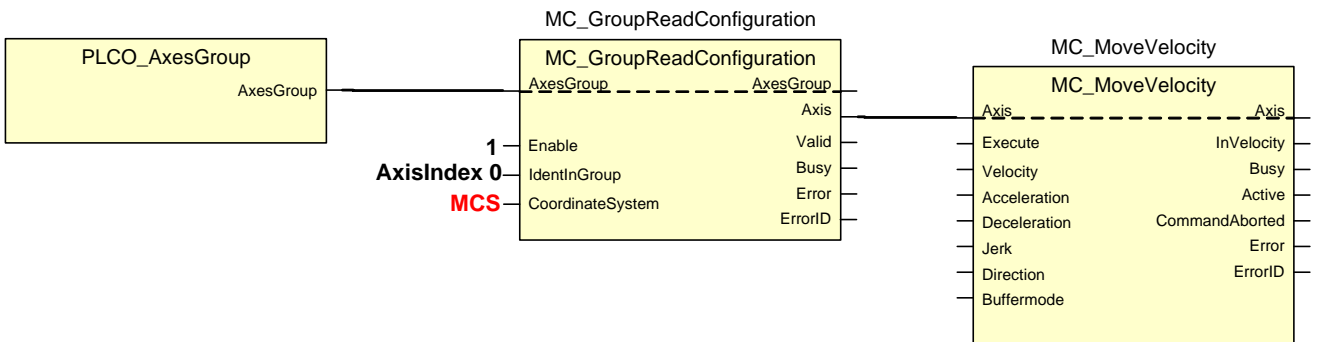 MC_GroupReadConfiguration
MC_MoveVelocity
PLCO_AxesGroup
AxesGroup
MC_GroupReadConfiguration
AxesGroup AxesGroup
Axis
1 Enable Valid
Busy
AxisIndex 0 IdentInGroup
Error
MCS CoordinateSystem
ErrorID
MC_MoveVelocity
Axis Axis
Execute InVelocity
Velocity Busy
Acceleration Active
Deceleration CommandAborted
Jerk Error
Direction ErrorID
Buffermode